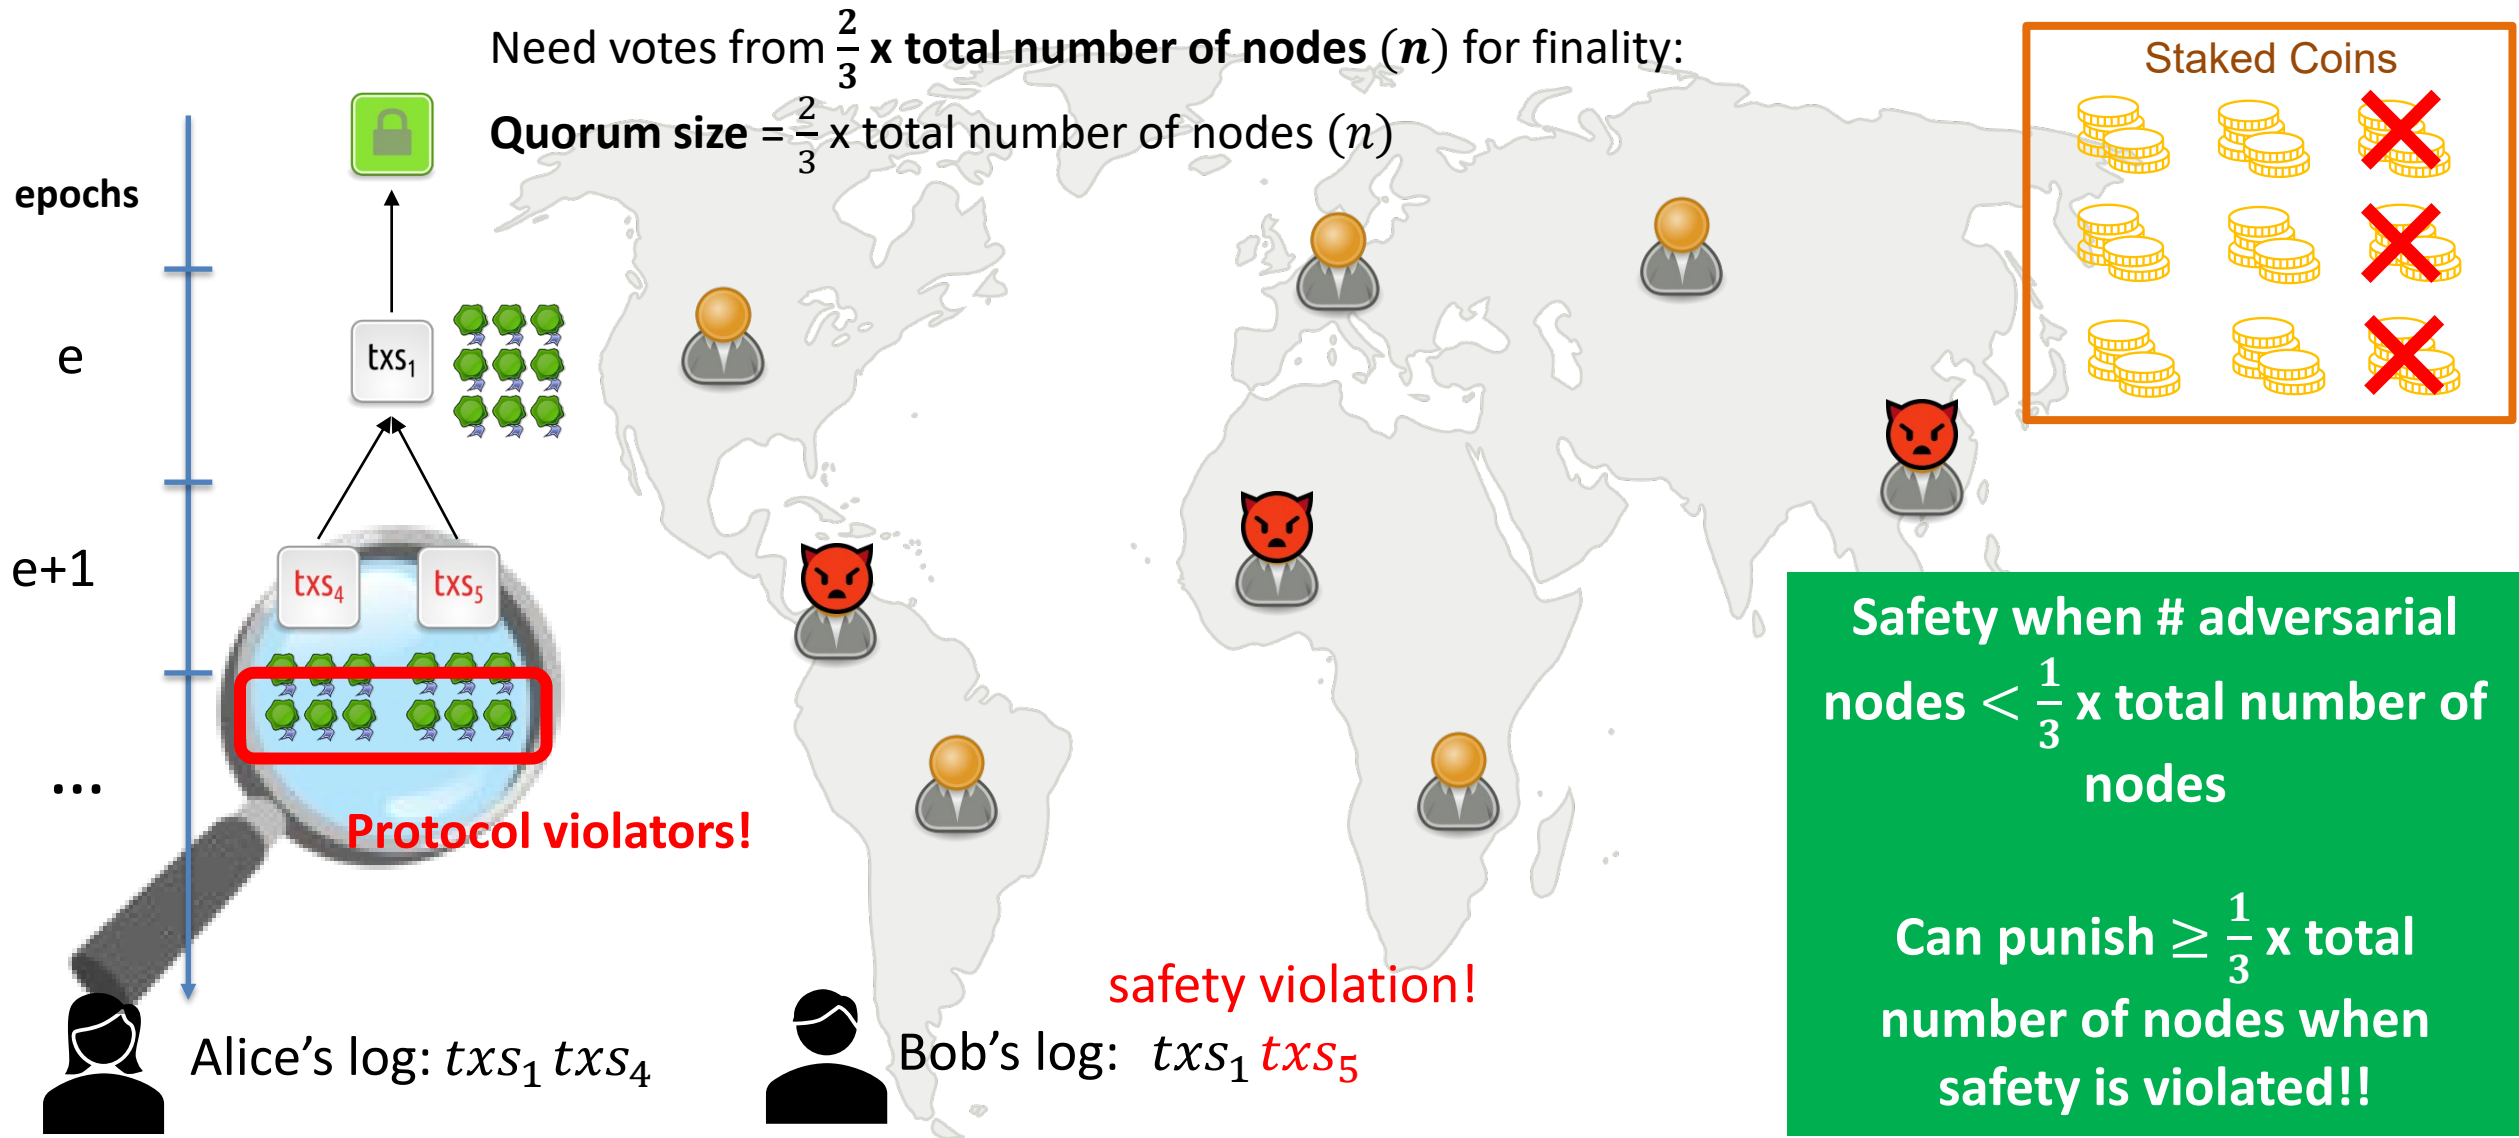 Need votes from 2/3 x total number of nodes (n) for finality:
Quorum size = 2/3 x total number of nodes (n)
Staked Coins
epochs
e
txs₁
e+1
txs₄ txs₅
...
Protocol violators!
Safety when # adversarial
nodes < 1/3 x total number of
nodes
Can punish ≥ 1/3 x total
number of nodes when
safety is violated!!
safety violation!
Alice’s log: txs₁ txs₄
Bob’s log: txs₁ txs₅